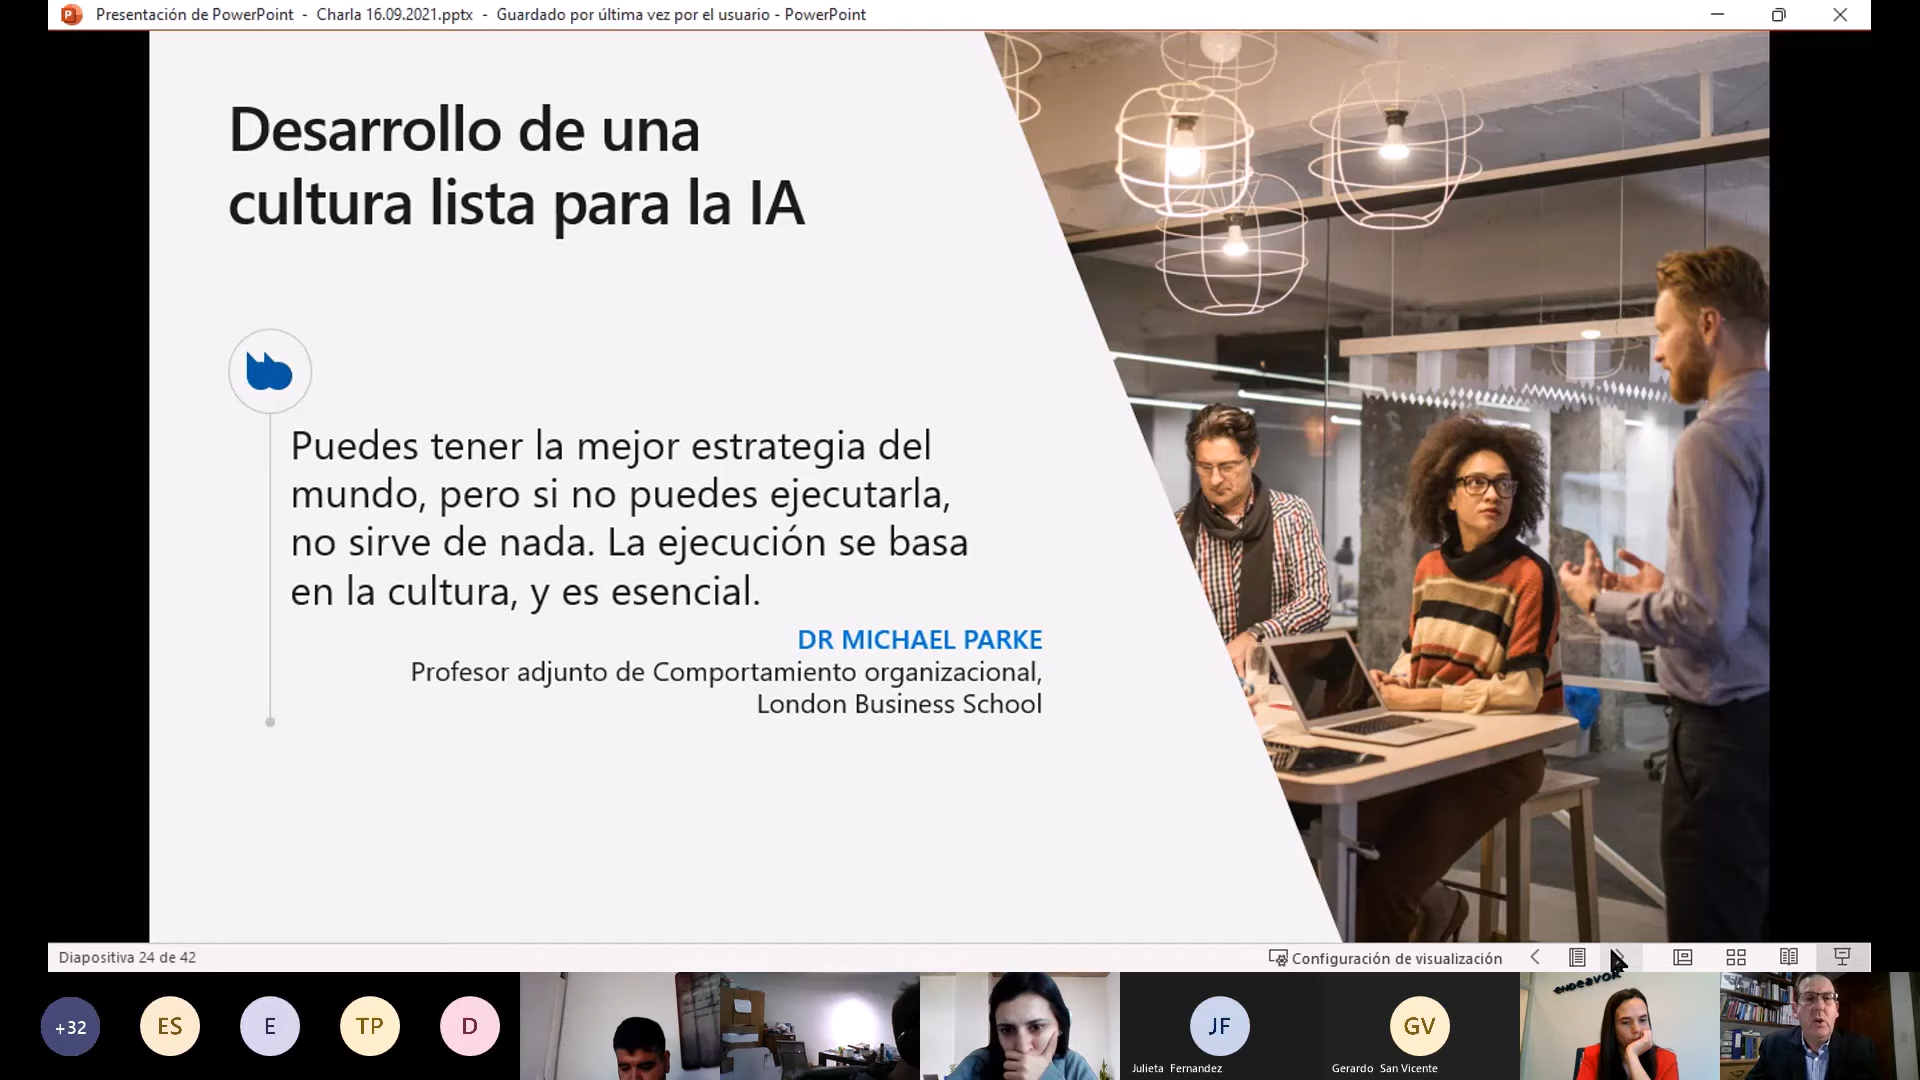 Presentación de PowerPoint - Charla 16.09.2021.pptx - Guardado por última vez por el usuario - PowerPoint
Desarrollo de una
cultura lista para la IA
Puedes tener la mejor estrategia del
mundo, pero si no puedes ejecutarla,
no sirve de nada. La ejecución se basa
en la cultura, y es esencial.
DR MICHAEL PARKE
Profesor adjunto de Comportamiento organizacional,
London Business School
Diapositiva 24 de 42
Configuración de visualización
+32
ES
E
TP
D
JF
Julieta Fernandez
GV
Gerardo San Vicente
endeavor